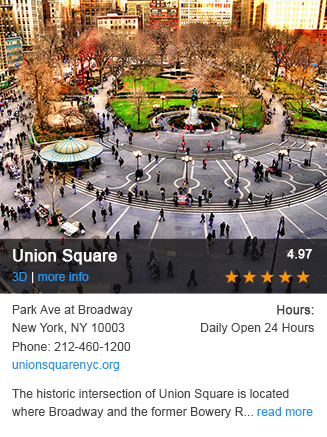 Union Square
4.97
3D | more info
Park Ave at Broadway
New York, NY 10003
Phone: 212-460-1200
unionsquarenyc.org
Hours:
Daily Open 24 Hours
The historic intersection of Union Square is located
where Broadway and the former Bowery R... read more